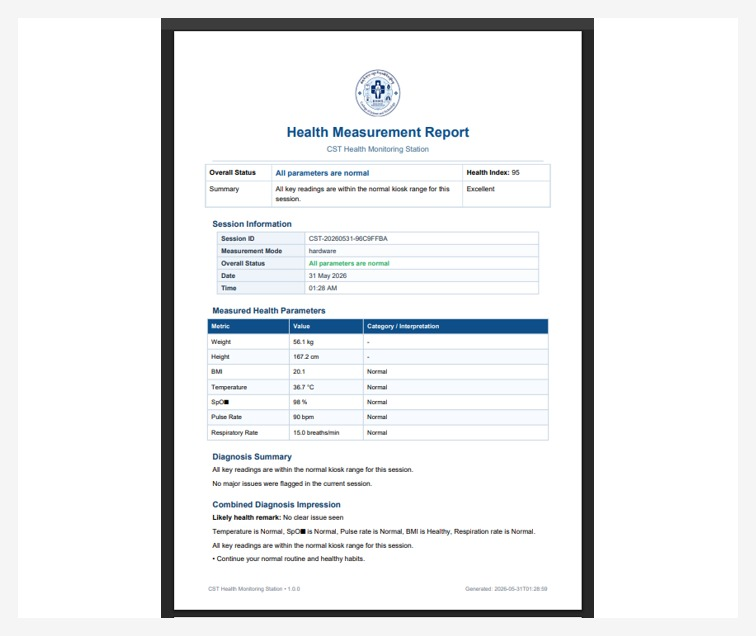 Health Measurement Report
CST Health Monitoring Station
Overall Status All parameters are normal Health Index: 95
Summary All key readings are within the normal kiosk range for this session. Excellent
Session Information
Session ID CST-20260531-96C9FFBA
Measurement Mode hardware
Overall Status All parameters are normal
Date 31 May 2026
Time 01:28 AM
Measured Health Parameters
Metric Value Category / Interpretation
Weight 56.1 kg -
Height 167.2 cm -
BMI 20.1 Normal
Temperature 36.7 °C Normal
SpO■ 98 % Normal
Pulse Rate 90 bpm Normal
Respiratory Rate 15.0 breaths/min Normal
Diagnosis Summary
All key readings are within the normal kiosk range for this session.
No major issues were flagged in the current session.
Combined Diagnosis Impression
Likely health remark: No clear issue seen
Temperature is Normal, SpO■ is Normal, Pulse rate is Normal, BMI is Healthy, Respiration rate is Normal.
All key readings are within the normal kiosk range for this session.
• Continue your normal routine and healthy habits.
CST Health Monitoring Station • 1.0.0 Generated: 2026-05-31T01:28:59